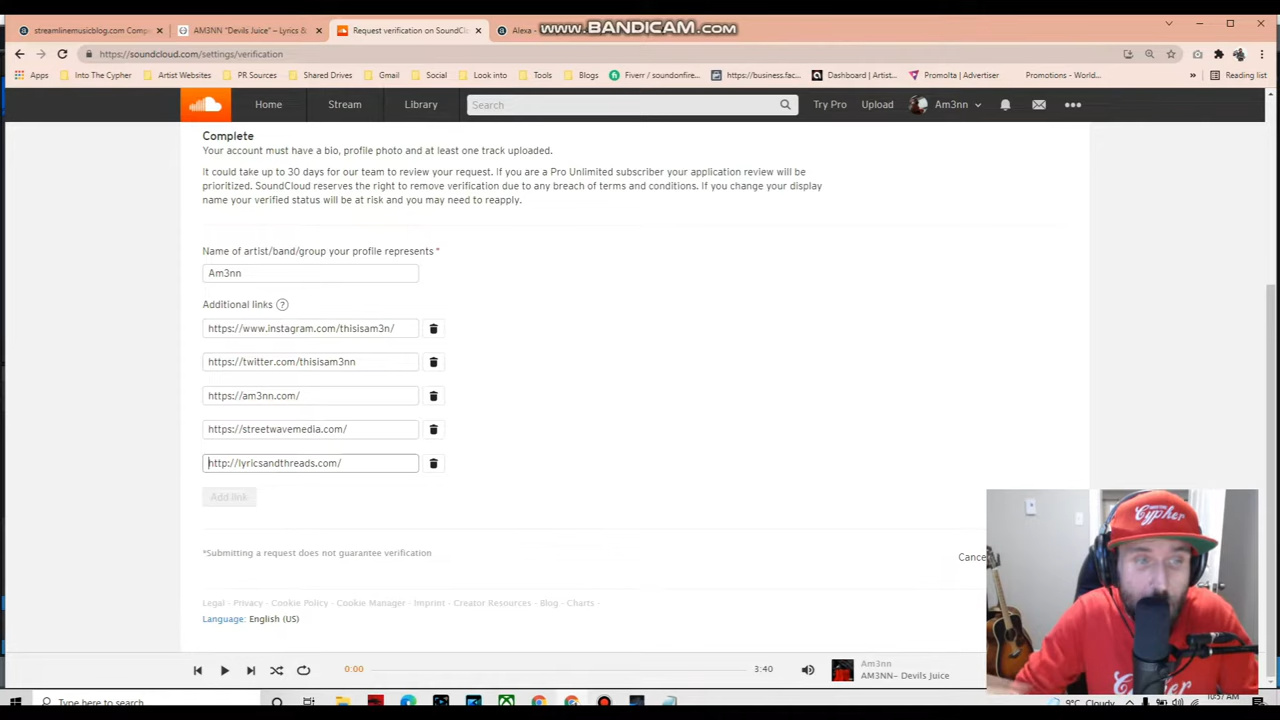 www.BANDICAM.com
streamlinemusicblog.com Compe
AM3NN "Devils Juice" – Lyrics &
Request verification on SoundCl
Alexa -
https://soundcloud.com/settings/verification
Apps
Into The Cypher
Artist Websites
PR Sources
Shared Drives
Gmail
Social
Look into
Tools
Blogs
Fiverr / soundonfire...
https://business.fac...
Dashboard | Artist...
Promolta | Advertiser
Promotions - World...
»
Reading list
Home
Stream
Library
Search
Try Pro
Upload
Am3nn
Complete
Your account must have a bio, profile photo and at least one track uploaded.
It could take up to 30 days for our team to review your request. If you are a Pro Unlimited subscriber your application review will be
prioritized. SoundCloud reserves the right to remove verification due to any breach of terms and conditions. If you change your display
name your verified status will be at risk and you may need to reapply.
Name of artist/band/group your profile represents *
Am3nn
Additional links ?
https://www.instagram.com/thisisam3n/
https://twitter.com/thisisam3nn
https://am3nn.com/
https://streetwavemedia.com/
http://lyricsandthreads.com/
Add link
*Submitting a request does not guarantee verification
Cancel
Legal - Privacy - Cookie Policy - Cookie Manager - Imprint - Creator Resources - Blog - Charts -
Language: English (US)
Cypher
Cypher
0:00
3:40
Am3nn
AM3NN– Devils Juice
Type here to search
9°C Cloudy
10:57 AM